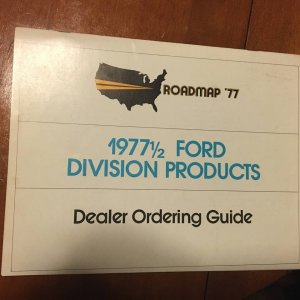 ROADMAP '77
1977½ FORD
DIVISION PRODUCTS
Dealer Ordering Guide